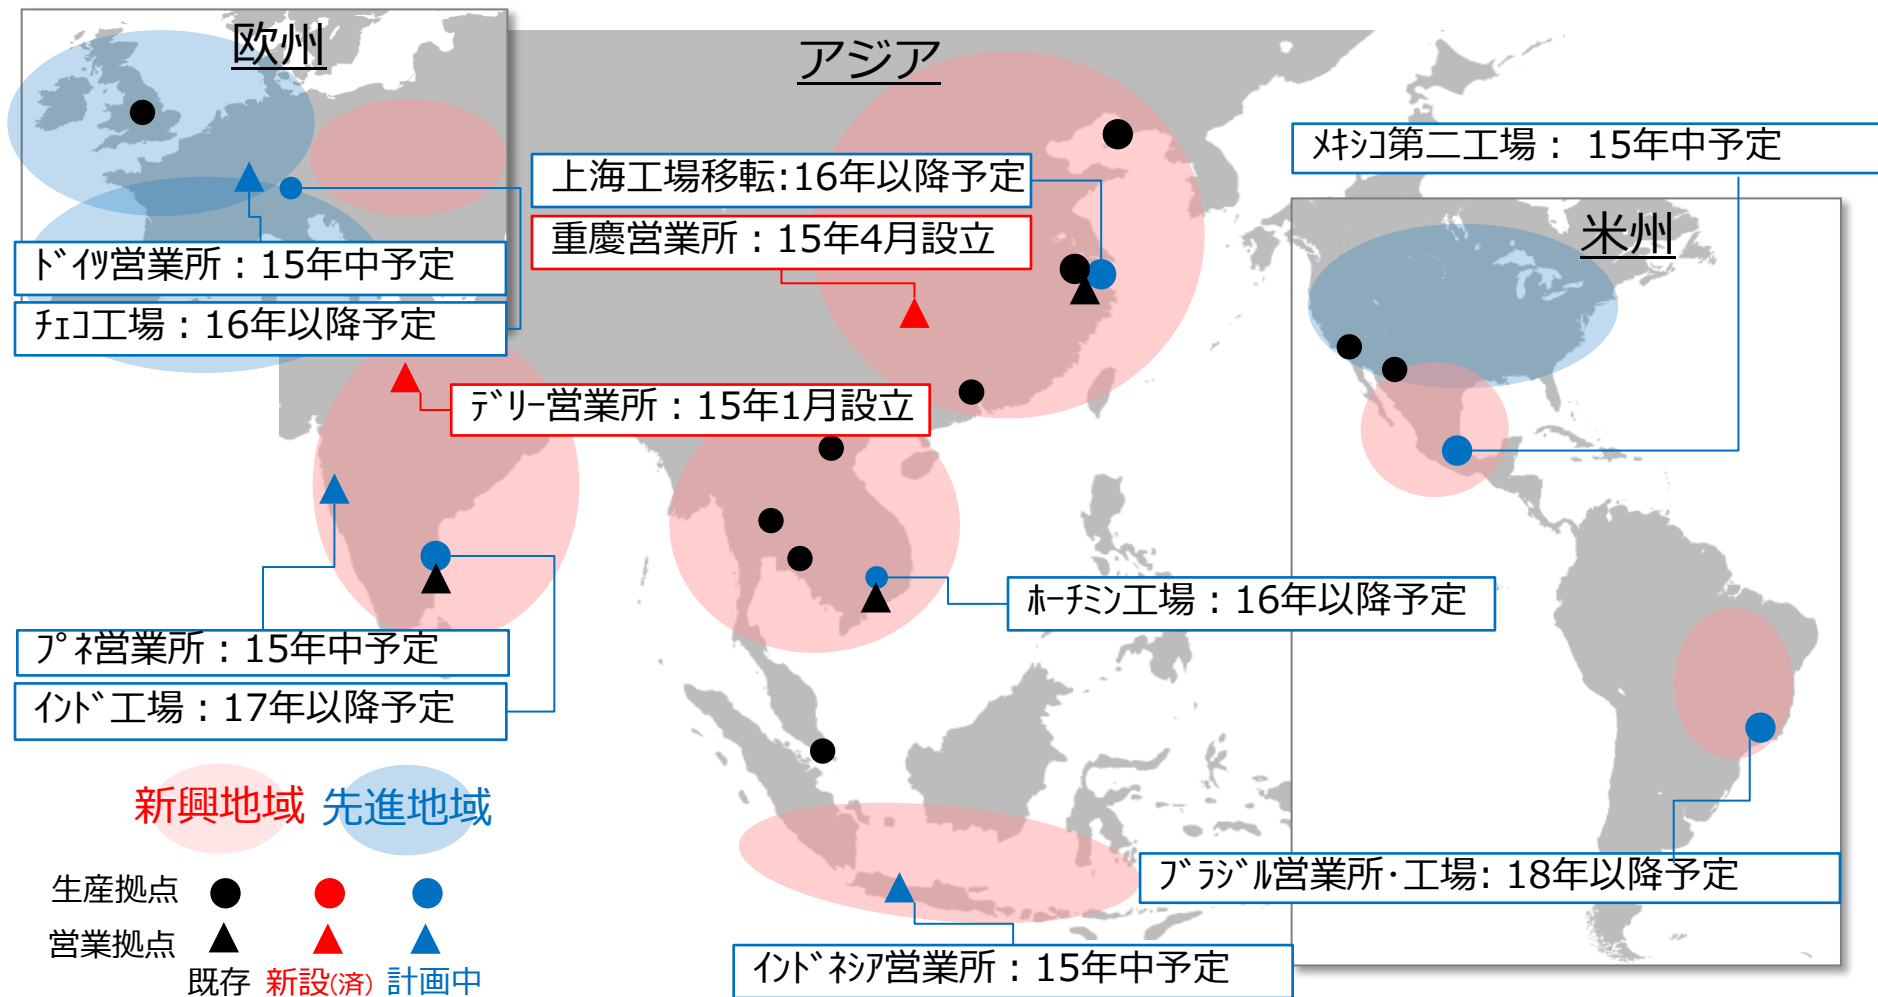 欧州
アジア
メキシコ第二工場： 15年中予定
上海工場移転:16年以降予定
重慶営業所：15年4月設立
米州
ドイツ営業所：15年中予定
チェコ工場：16年以降予定
デリー営業所：15年1月設立
ホーチミン工場：16年以降予定
プネ営業所：15年中予定
インド工場：17年以降予定
新興地域 先進地域
ブラジル営業所・工場: 18年以降予定
生産拠点
営業拠点
インドネシア営業所：15年中予定
既存 新設(済) 計画中